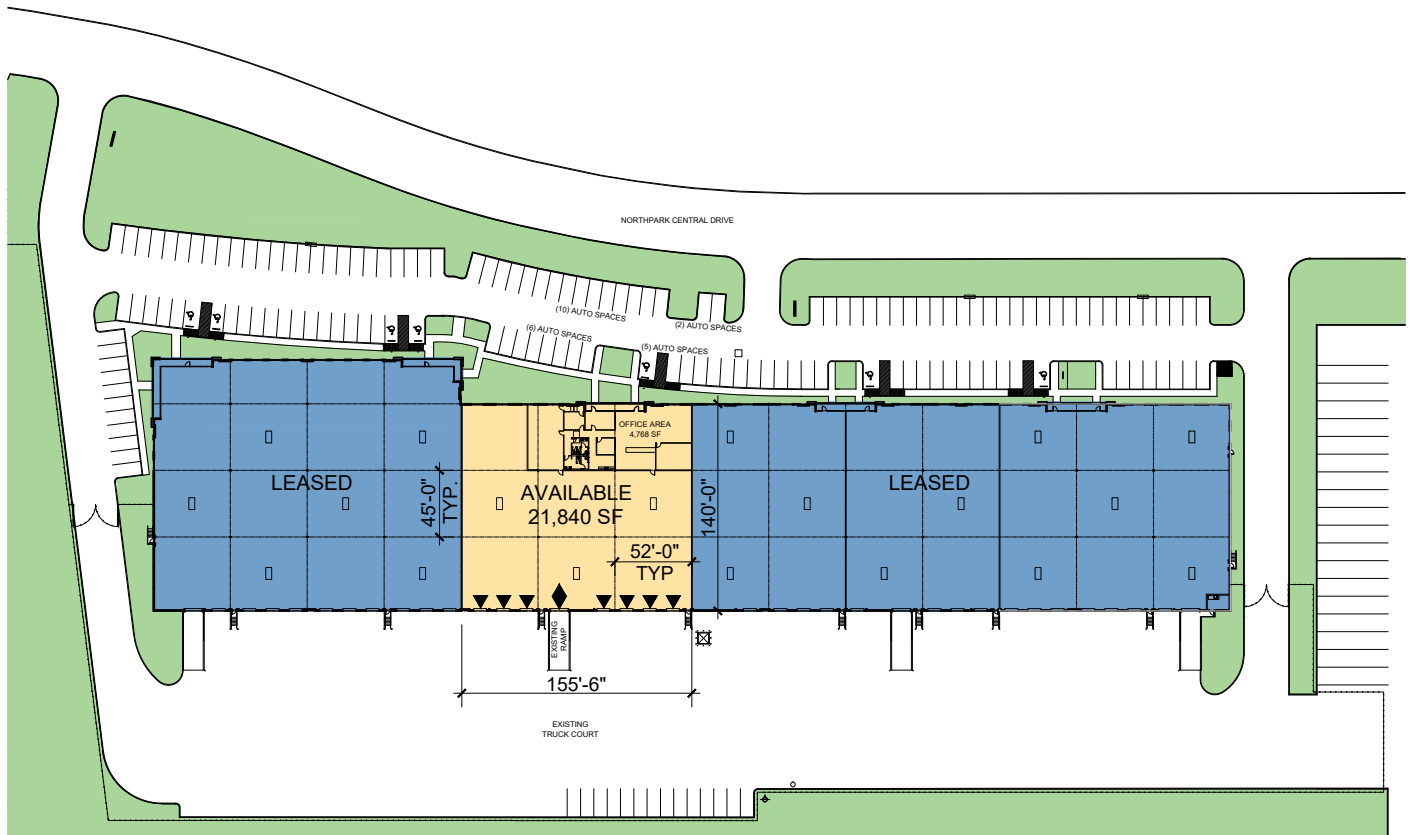 NORTHPARK CENTRAL DRIVE
(10) AUTO SPACES
(2) AUTO SPACES
(6) AUTO SPACES
(5) AUTO SPACES
OFFICE AREA
4,768 SF
LEASED
45'-0"
TYP.
AVAILABLE
21,840 SF
140'-0"
LEASED
52'-0"
TYP
EXISTING
RAMP
155'-6"
EXISTING
TRUCK COURT